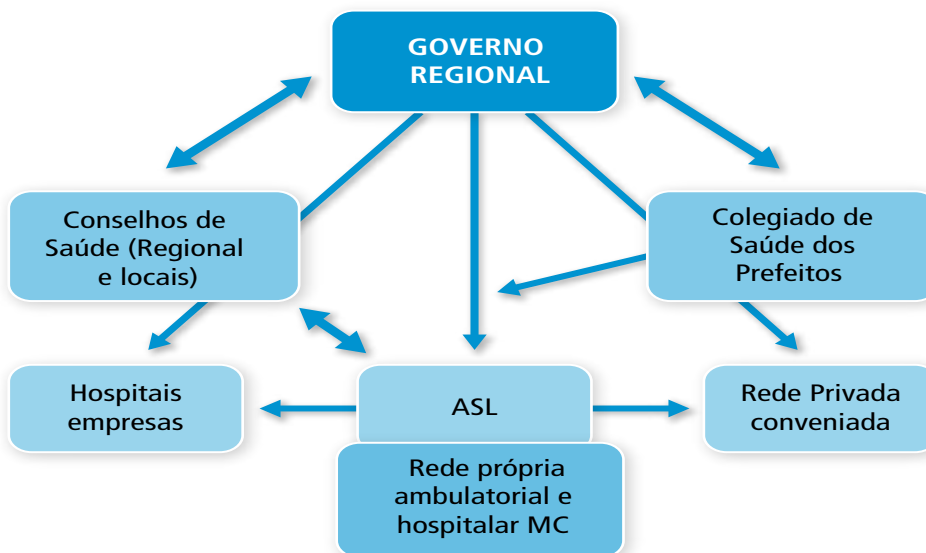 GOVERNO
REGIONAL
Conselhos de
Saúde (Regional
e locais)
Colegiado de
Saúde dos
Prefeitos
Hospitais
empresas
ASL
Rede Privada
conveniada
Rede própria
ambulatorial e
hospitalar MC